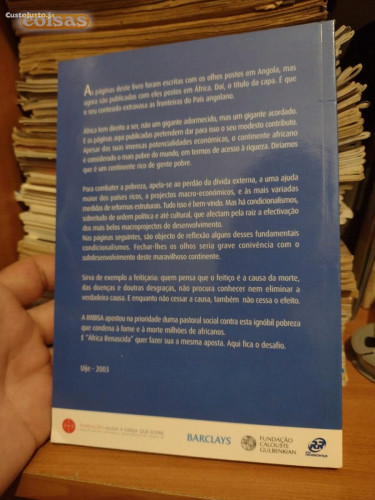 CustoJusto.pt
coisas
As páginas deste livro foram escritas com os olhos postos em Angola, mas
agora são publicados com eles postos em África. Daí, o título da capa. É que
o seu conteúdo extravasa as fronteiras do País angolano.
África tem direito a ser, não um gigante adormecido, mas um gigante acordado.
E as páginas aqui publicadas pretendem dar para isso o seu modesto contributo.
Apesar das suas imensas potencialidades económicas, o continente africano
é considerado o mais pobre do mundo, em termos de acesso à riqueza. Diríamos
que é um continente rico de gente pobre.
Para combater a pobreza, apela-se ao perdão da dívida externa, a uma ajuda
maior dos países ricos, a projectos macro-económicos, e às mais variadas
medidas de reformas estruturais. Tudo isso é bem vindo. Mas há condicionalismos,
sobretudo de ordem política e até cultural, que afectam pela raiz a efectivação
dos mais belos macroprojectos de desenvolvimento.
Nas páginas seguintes, são objecto de reflexão alguns desses fundamentais
condicionalismos. Fechar-lhes os olhos seria grave conivência com o
subdesenvolvimento deste maravilhoso continente.
Sirva de exemplo a feitiçaria: quem pensa que o feitiço é a causa da morte,
das doenças e doutras desgraças, não procura conhecer nem eliminar a
verdadeira causa. E enquanto não cessar a causa, também não cessa o efeito.
A IMBISA apostou na prioridade duma pastoral social contra esta ignóbil pobreza
que condena à fome e à morte milhões de africanos.
E "África Renascida" quer fazer sua a mesma aposta. Aqui fica o desafio.
Uíje - 2003
BARCLAYS
FUNDAÇÃO
CALOUSTE
GULBENKIAN